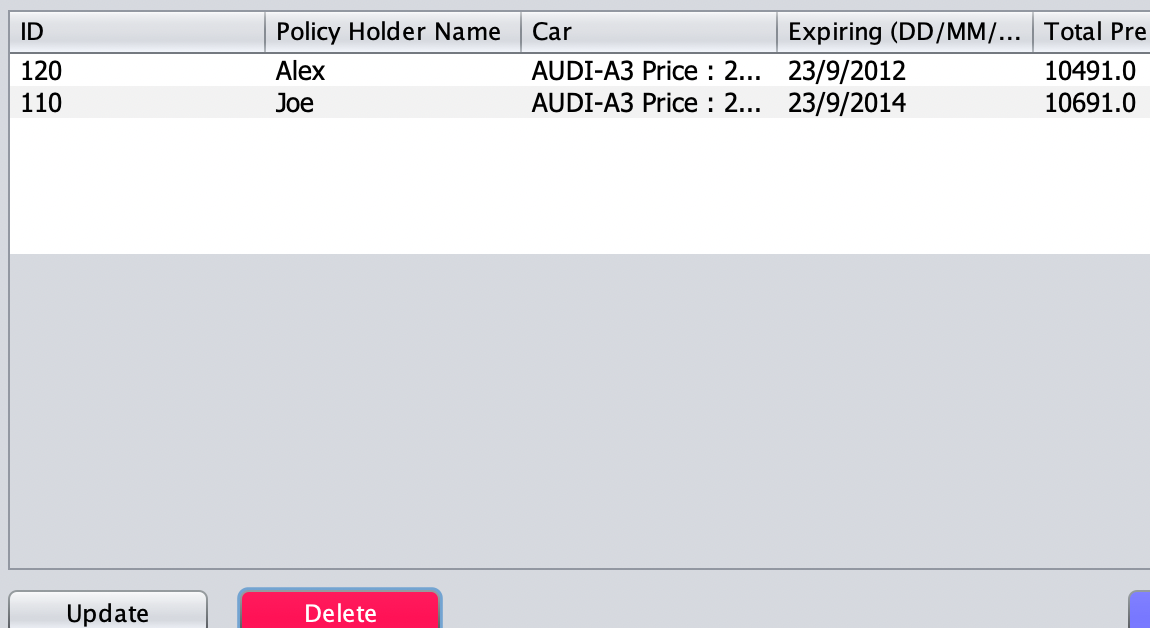 ID Policy Holder Name Car Expiring (DD/MM/... Total Pre
120 Alex AUDI-A3 Price : 2... 23/9/2012 10491.0
110 Joe AUDI-A3 Price : 2... 23/9/2014 10691.0
Update Delete